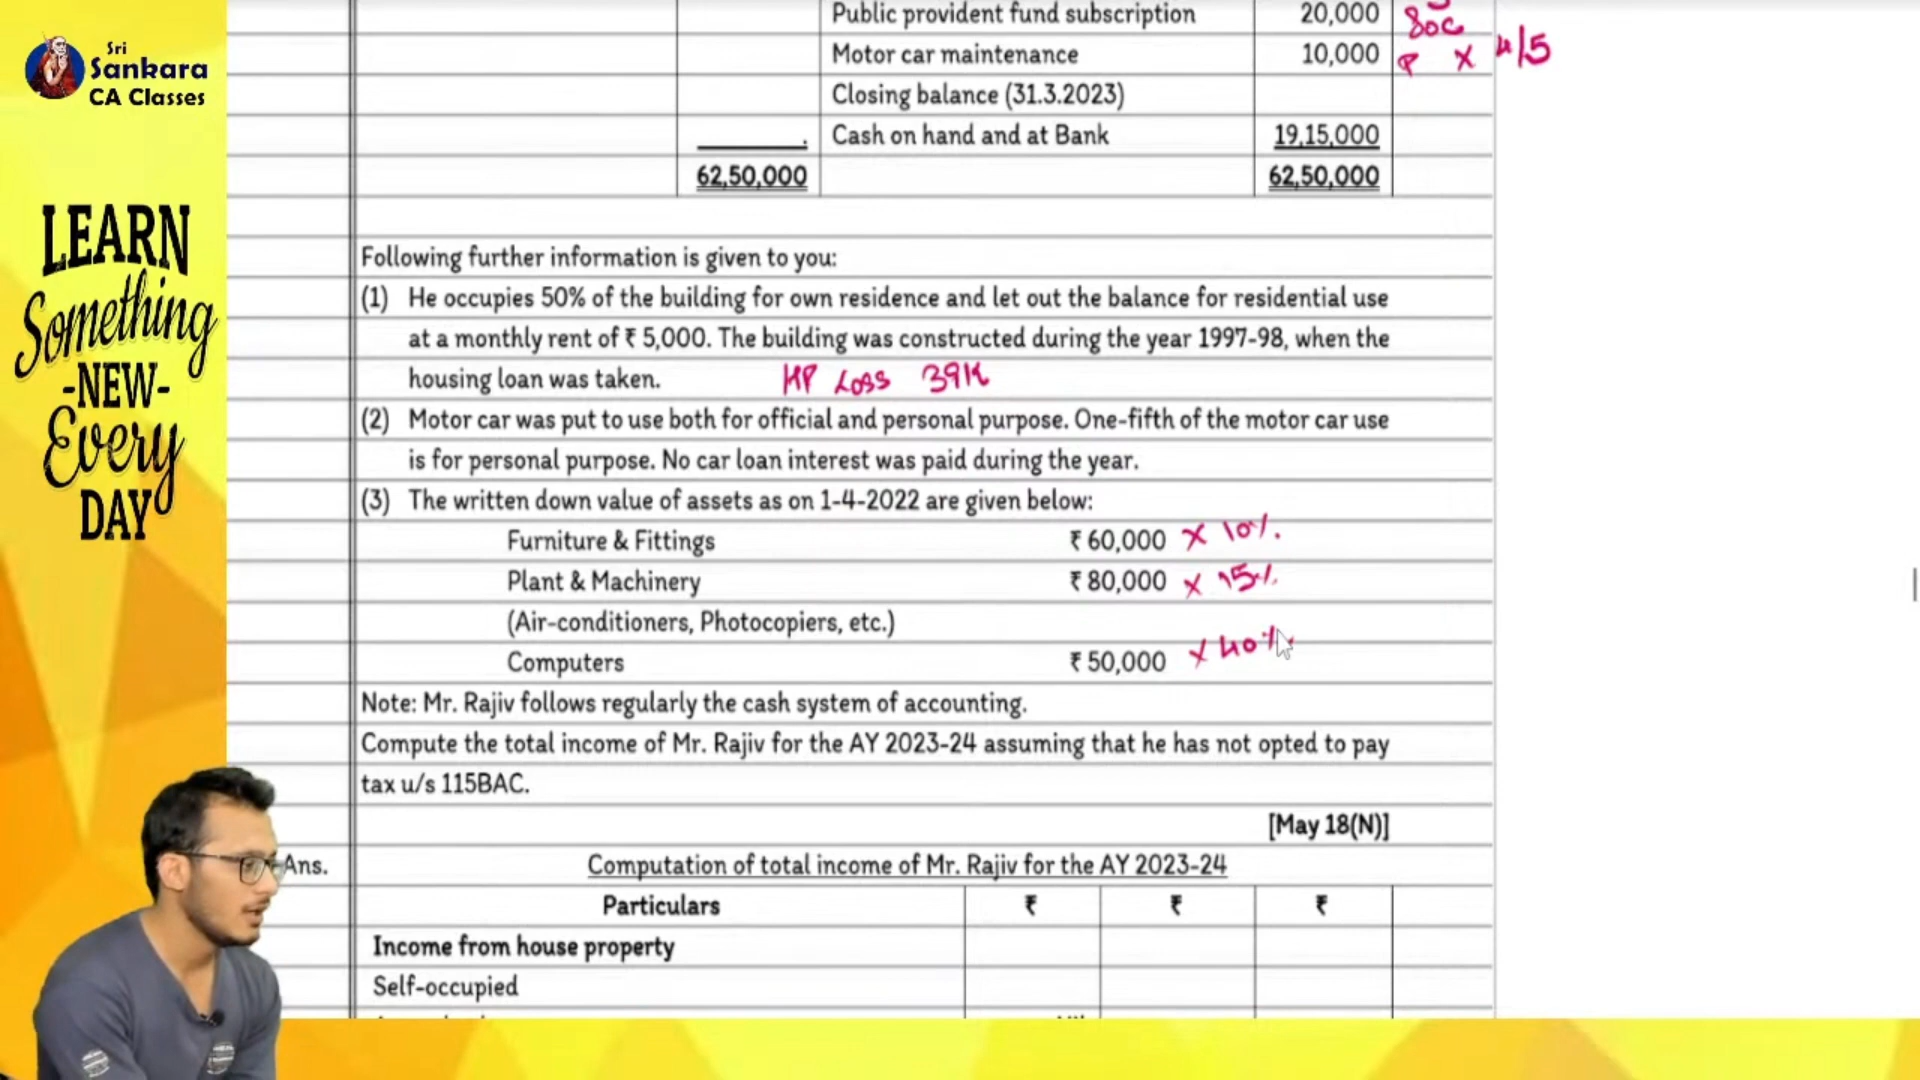 Sri
Sankara
CA Classes
LEARN
Something
-NEW-
Every
DAY
Public provident fund subscription 20,000 80C
Motor car maintenance 10,000 P x 4/5
Closing balance (31.3.2023)
. Cash on hand and at Bank 19,15,000
62,50,000 62,50,000
Following further information is given to you:
(1) He occupies 50% of the building for own residence and let out the balance for residential use
at a monthly rent of ₹ 5,000. The building was constructed during the year 1997-98, when the
housing loan was taken. HP Loss 39K
(2) Motor car was put to use both for official and personal purpose. One-fifth of the motor car use
is for personal purpose. No car loan interest was paid during the year.
(3) The written down value of assets as on 1-4-2022 are given below:
Furniture & Fittings ₹ 60,000 x 10%.
Plant & Machinery ₹ 80,000 x 15%.
(Air-conditioners, Photocopiers, etc.)
Computers ₹ 50,000 x 40%
Note: Mr. Rajiv follows regularly the cash system of accounting.
Compute the total income of Mr. Rajiv for the AY 2023-24 assuming that he has not opted to pay
tax u/s 115BAC.
[May 18(N)]
Ans. Computation of total income of Mr. Rajiv for the AY 2023-24
Particulars ₹ ₹ ₹
Income from house property
Self-occupied